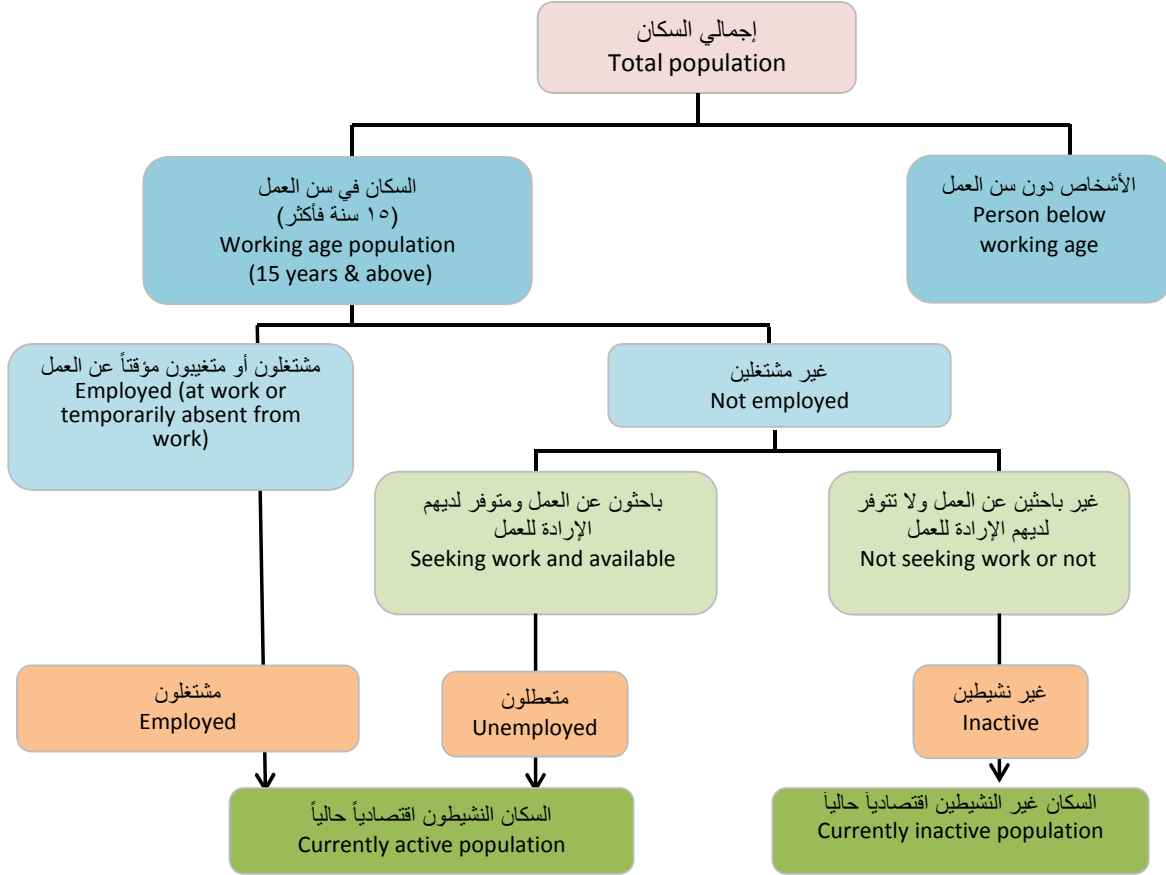 إجمالي السكان
Total population
السكان في سن العمل
(١٥ سنة فأكثر)
Working age population
(15 years & above)
الأشخاص دون سن العمل
Person below
working age
مشتغلون أو متغيبون مؤقتاً عن العمل
Employed (at work or
temporarily absent from
work)
غير مشتغلين
Not employed
باحثون عن العمل ومتوفر لديهم
الإرادة للعمل
Seeking work and available
غير باحثين عن العمل ولا تتوفر
لديهم الإرادة للعمل
Not seeking work or not
مشتغلون
Employed
متعطلون
Unemployed
غير نشيطين
Inactive
السكان النشيطون اقتصادياً حالياً
Currently active population
السكان غير النشيطين اقتصادياً حالياً
Currently inactive population